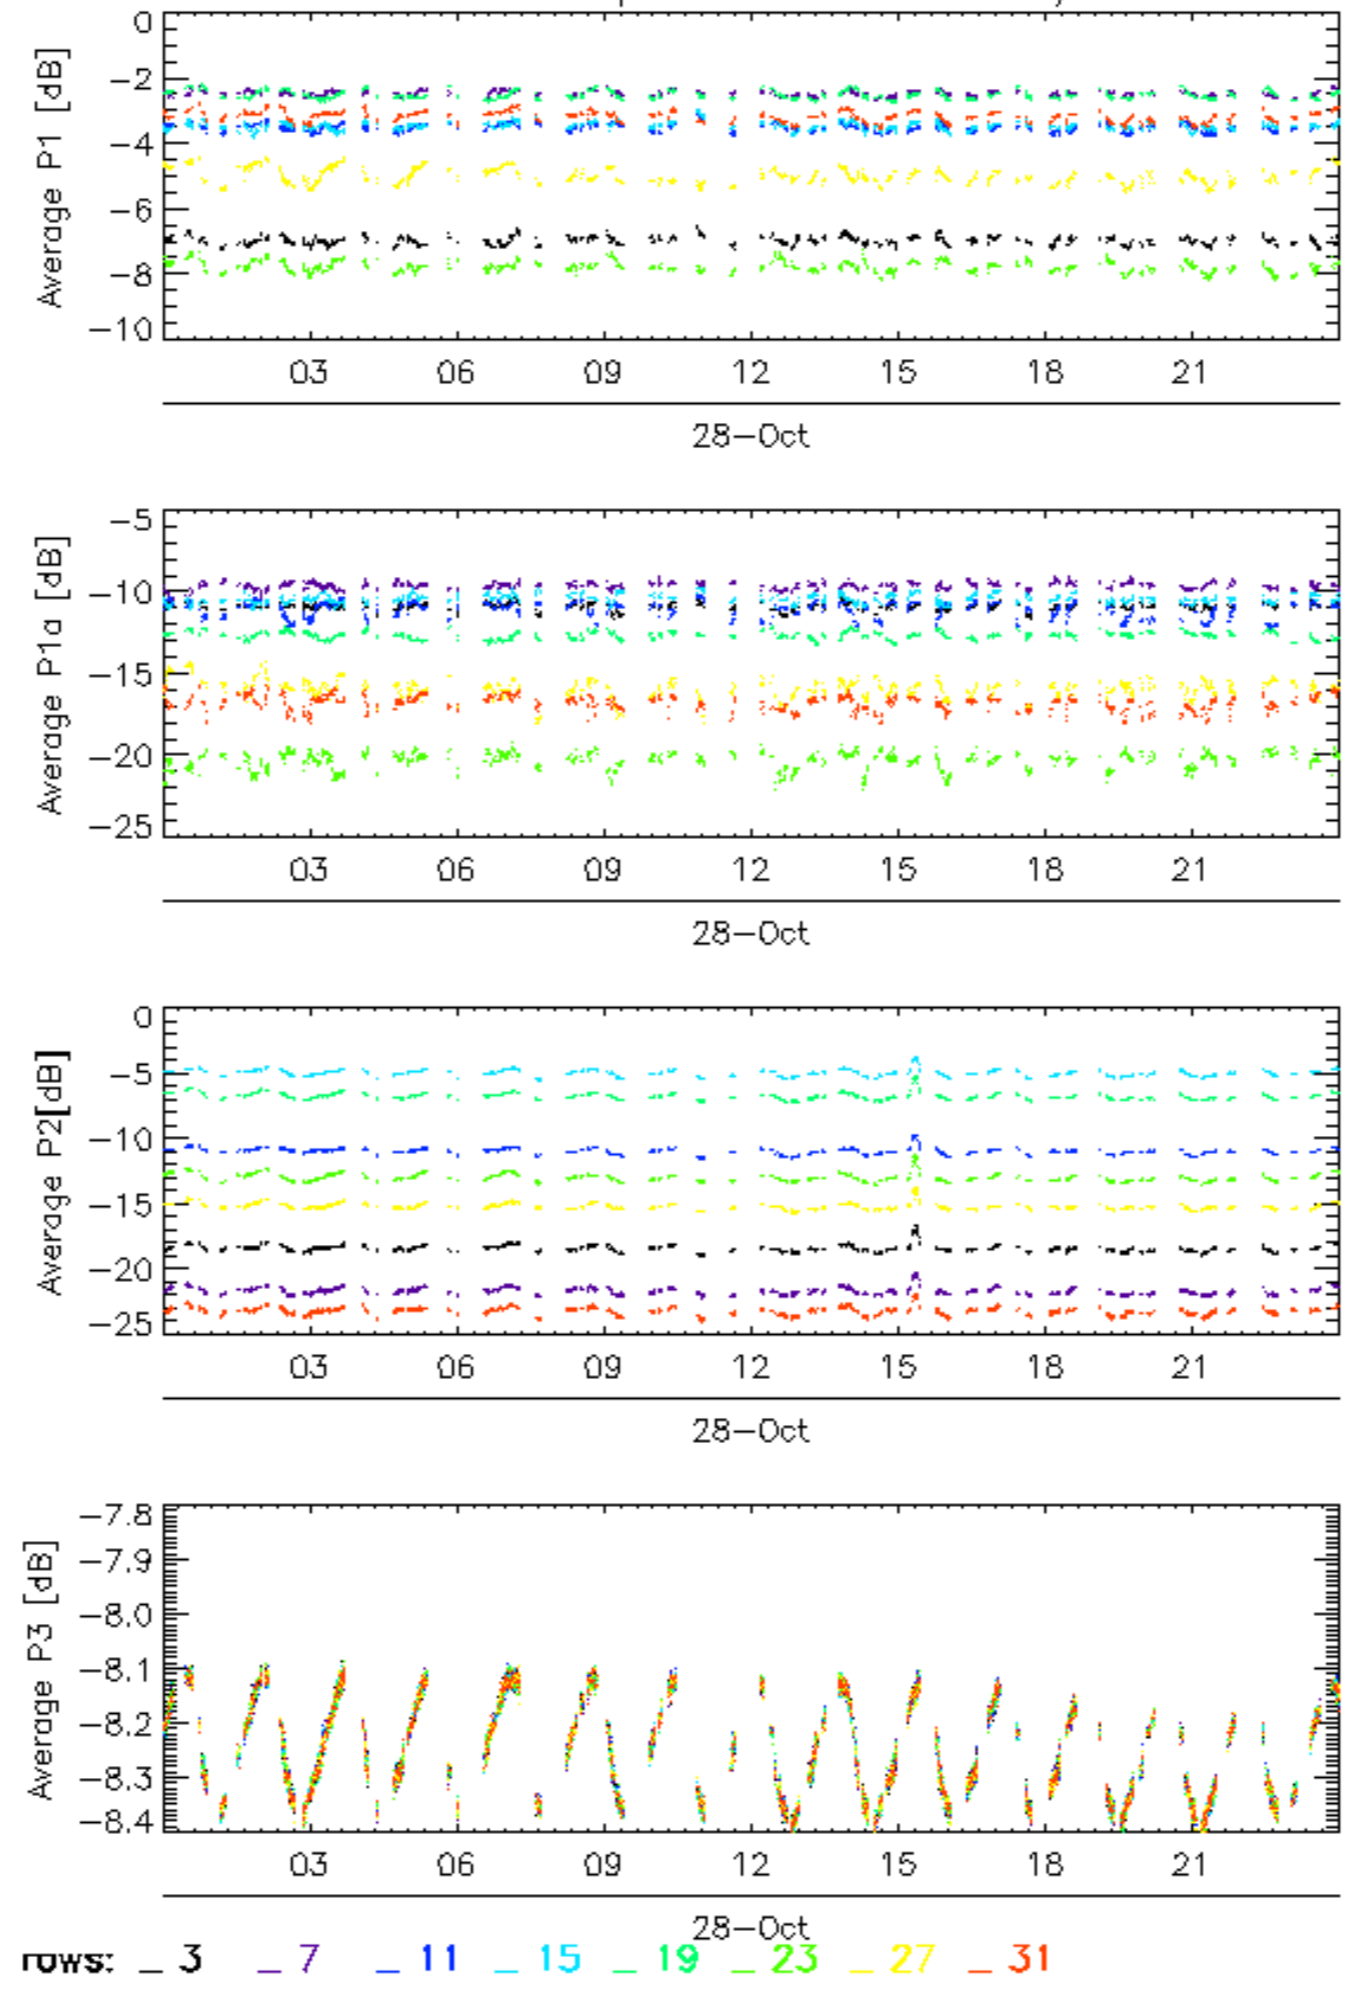 0
−2
−4
−6
−8
−10
Average P1 [dB]
03 06 09 12 15 18 21
28−Oct
−5
−10
−15
−20
−25
Average P1a [dB]
03 06 09 12 15 18 21
28−Oct
0
−5
−10
−15
−20
−25
Average P2[dB]
03 06 09 12 15 18 21
28−Oct
−7.8
−7.9
−8.0
−8.1
−8.2
−8.3
−8.4
Average P3 [dB]
03 06 09 12 15 18 21
28−Oct
rows: _ 3 _ 7 _ 11 _ 15 _ 19 _ 23 _ 27 _ 31